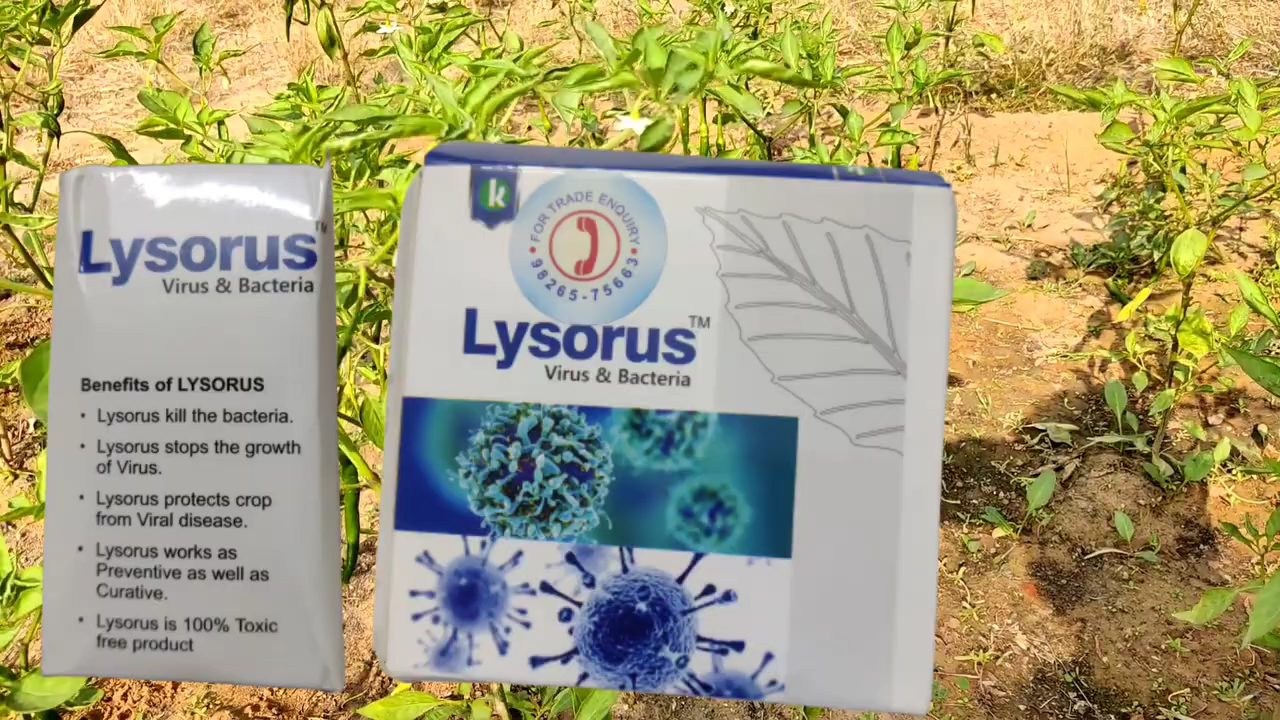 Lysorus™
Virus & Bacteria
Benefits of LYSORUS
• Lysorus kill the bacteria.
• Lysorus stops the growth
of Virus.
• Lysorus protects crop
from Viral disease.
• Lysorus works as
Preventive as well as
Curative.
• Lysorus is 100% Toxic
free product
k
• FOR TRADE ENQUIRY •
98265-75663
Lysorus™
Virus & Bacteria